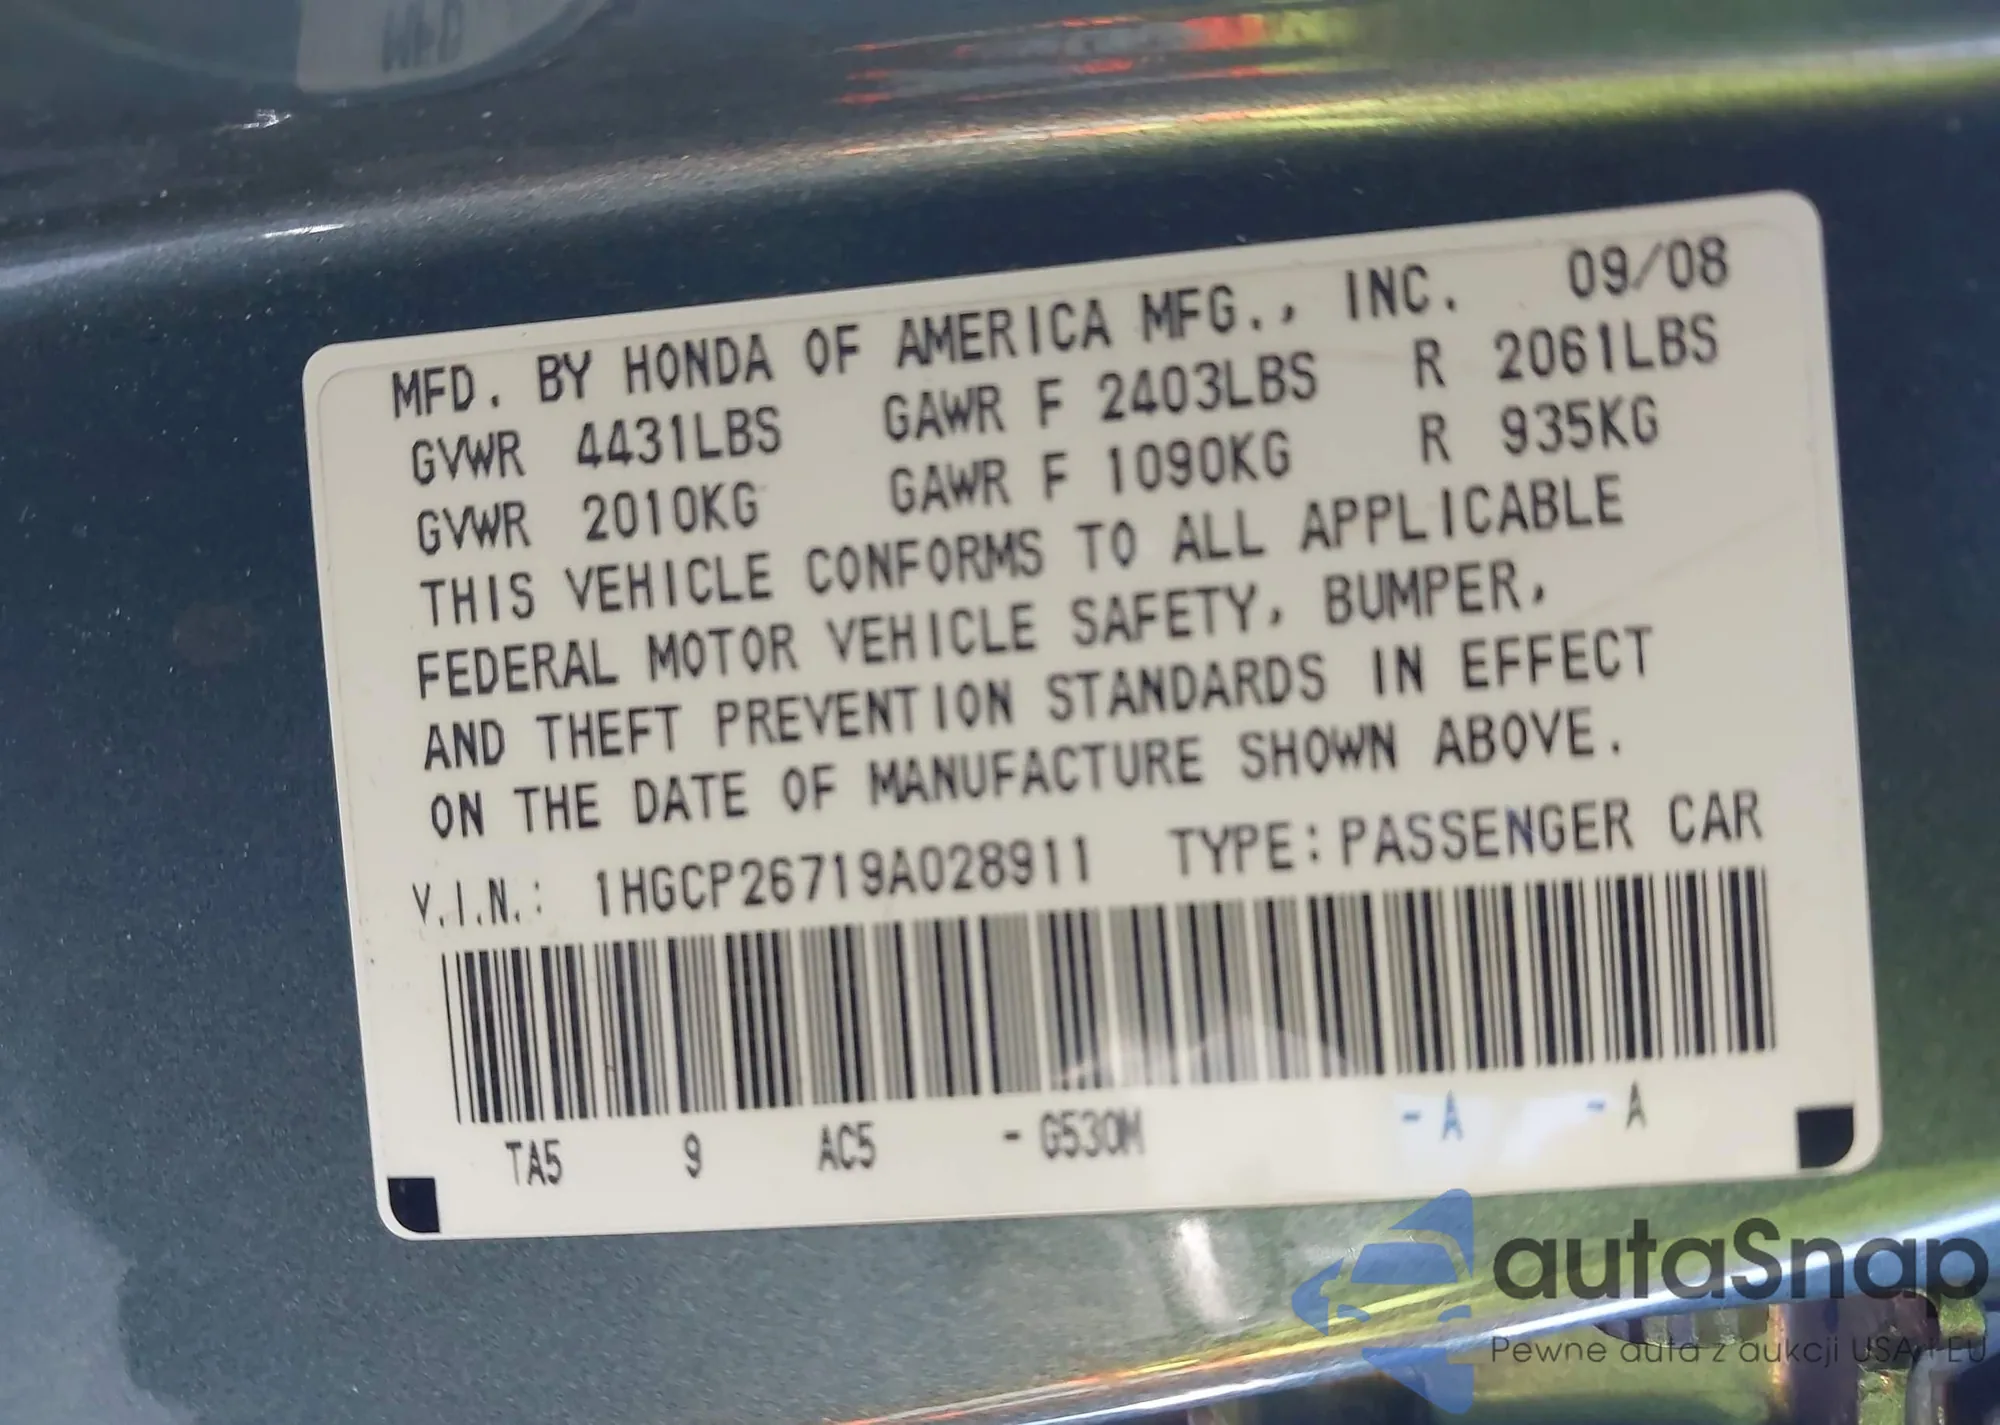 MFD. BY HONDA OF AMERICA MFG., INC. 09/08
GVWR 4431LBS GAWR F 2403LBS R 2061LBS
GVWR 2010KG GAWR F 1090KG R 935KG
THIS VEHICLE CONFORMS TO ALL APPLICABLE
FEDERAL MOTOR VEHICLE SAFETY, BUMPER,
AND THEFT PREVENTION STANDARDS IN EFFECT
ON THE DATE OF MANUFACTURE SHOWN ABOVE.
V.I.N.: 1HGCP26719A028911 TYPE:PASSENGER CAR
TA5 9 AC5 - G530M - A - A
autaSnap
Pewne auta z aukcji USA i EU